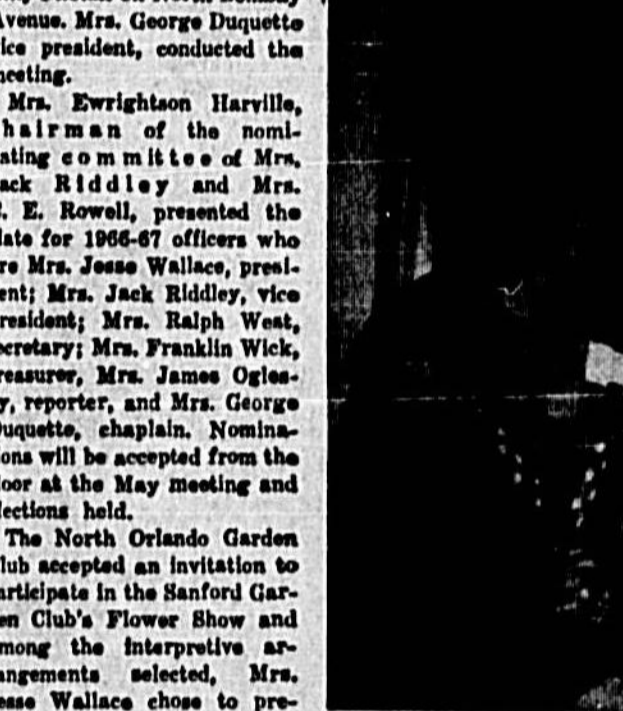 Avenue. Mrs. George Duquette
vice president, conducted the
meeting.
Mrs. Ewrightson Harville,
chairman of the nomi-
nating committee of Mrs.
Jack Riddley and Mrs.
E. Rowell, presented the
slate for 1966-67 officers who
are Mrs. Jesse Wallace, presi-
dent; Mrs. Jack Riddley, vice
president; Mrs. Ralph West,
secretary; Mrs. Franklin Wick,
treasurer, Mrs. James Ogles-
by, reporter, and Mrs. George
Duquette, chaplain. Nomina-
tions will be accepted from the
floor at the May meeting and
elections held.
The North Orlando Garden
Club accepted an invitation to
participate in the Sanford Gar-
den Club's Flower Show and
among the interpretive ar-
rangements selected, Mrs.
Jesse Wallace chose to pre-